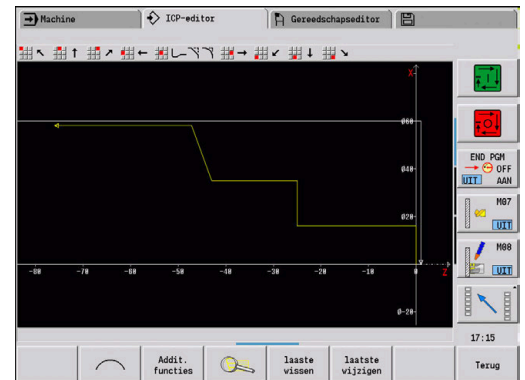 Machine
ICP-editor
Gereedschapseditor
X
Ø60
Ø40
Ø20
-80 -70 -60 -50 -40 -30 -20 -10 0 Z
Ø-20
END PGM
OFF
UIT AAN
M07
UIT
M08
UIT
17:15
Addit.
functies
laaste
wissen
laatste
wijzigen
Terug